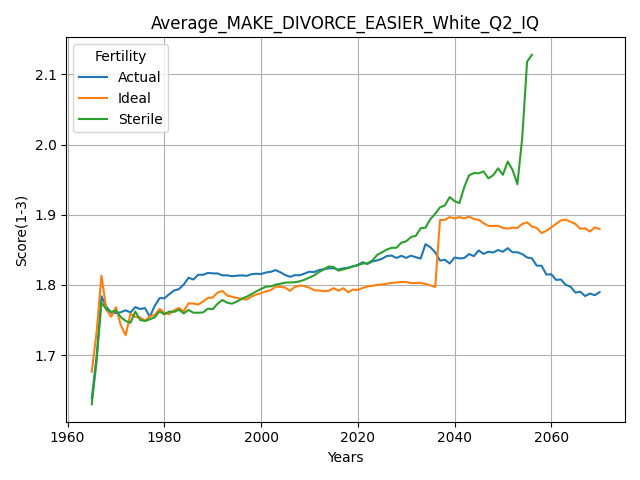 Average_MAKE_DIVORCE_EASIER_White_Q2_IQ
Fertility
Actual
Ideal
Sterile
Score(1-3)
2.1
2.0
1.9
1.8
1.7
1960 1980 2000 2020 2040 2060
Years